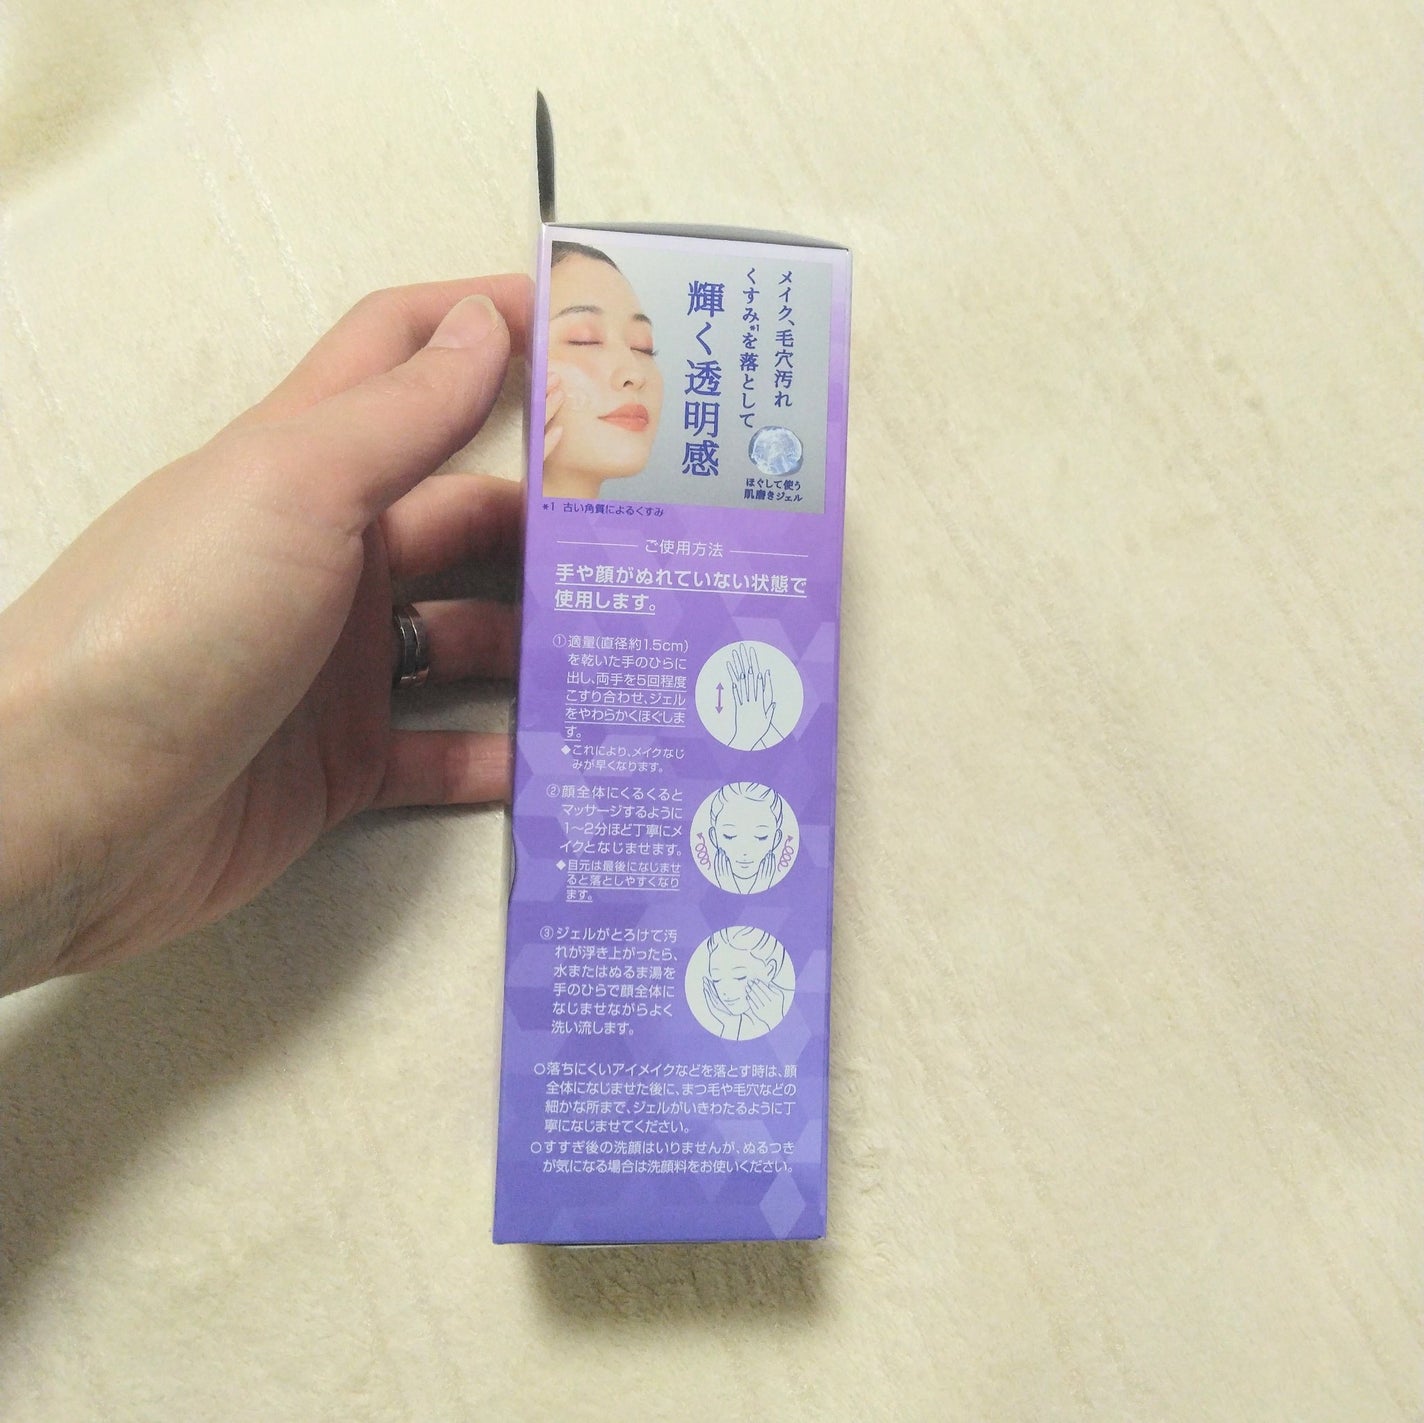 メイク、毛穴汚れ
くすみ*1を落として
輝く透明感
ほぐして使う
肌磨きジェル
*1 古い角質によるくすみ
ご使用方法
手や顔がぬれていない状態で
使用します。
①適量(直径約1.5cm)
を乾いた手のひらに
出し、両手を5回程度
こすり合わせ、ジェル
をやわらかくほぐしま
す。
◆これにより、メイクなじ
みが早くなります。
②顔全体にくるくると
マッサージするように
1〜2分ほど丁寧にメ
イクとなじませます。
◆目元は最後になじませ
ると落としやすくなり
ます。
③ジェルがとろけて汚
れが浮き上がったら、
水またはぬるま湯を
手のひらで顔全体に
なじませながらよく
洗い流します。
○落ちにくいアイメイクなどを落とす時は、顔
全体になじませた後に、まつ毛や毛穴などの
細かな所まで、ジェルがいきわたるように丁
寧になじませてください。
○すすぎ後の洗顔はいりませんが、ぬるつき
が気になる場合は洗顔料をお使いください。